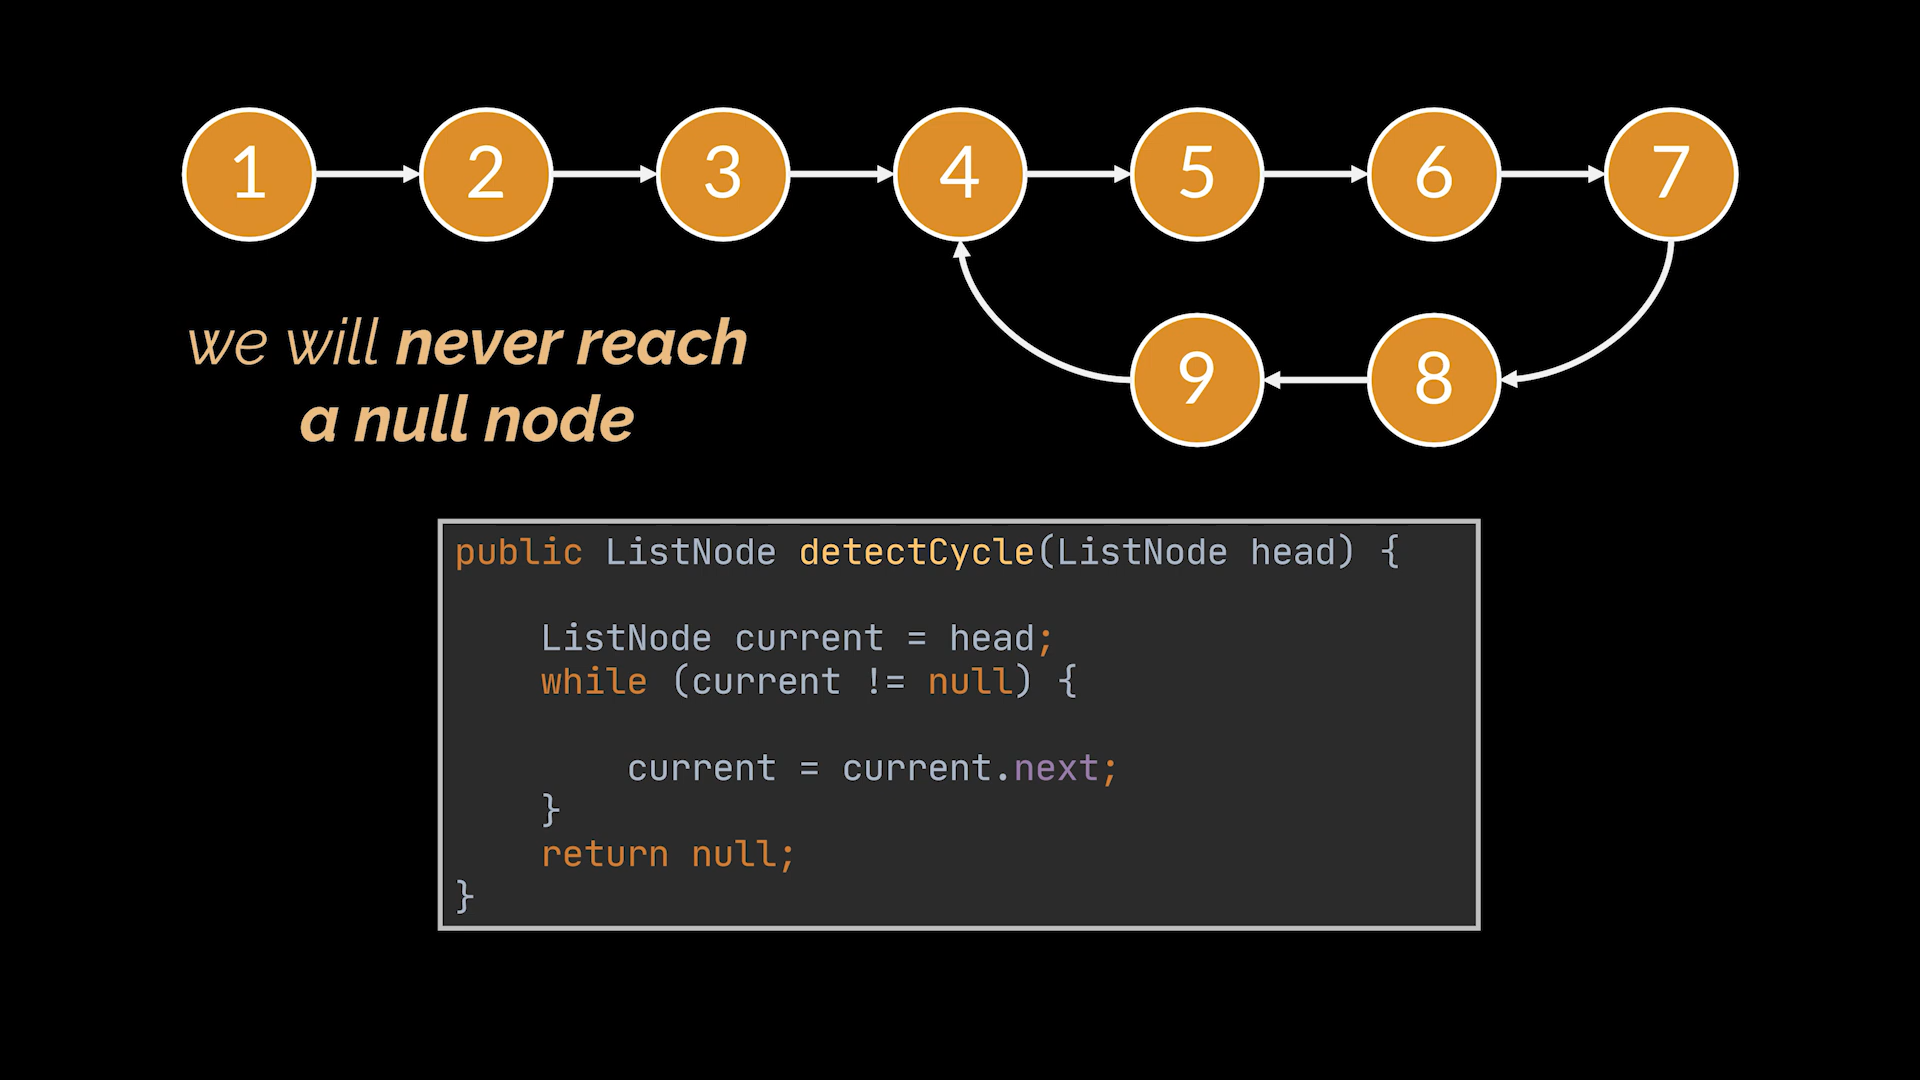 1 2 3 4 5 6 7
9 8
we will never reach
a null node
public ListNode detectCycle(ListNode head) {
ListNode current = head;
while (current != null) {
current = current.next;
}
return null;
}